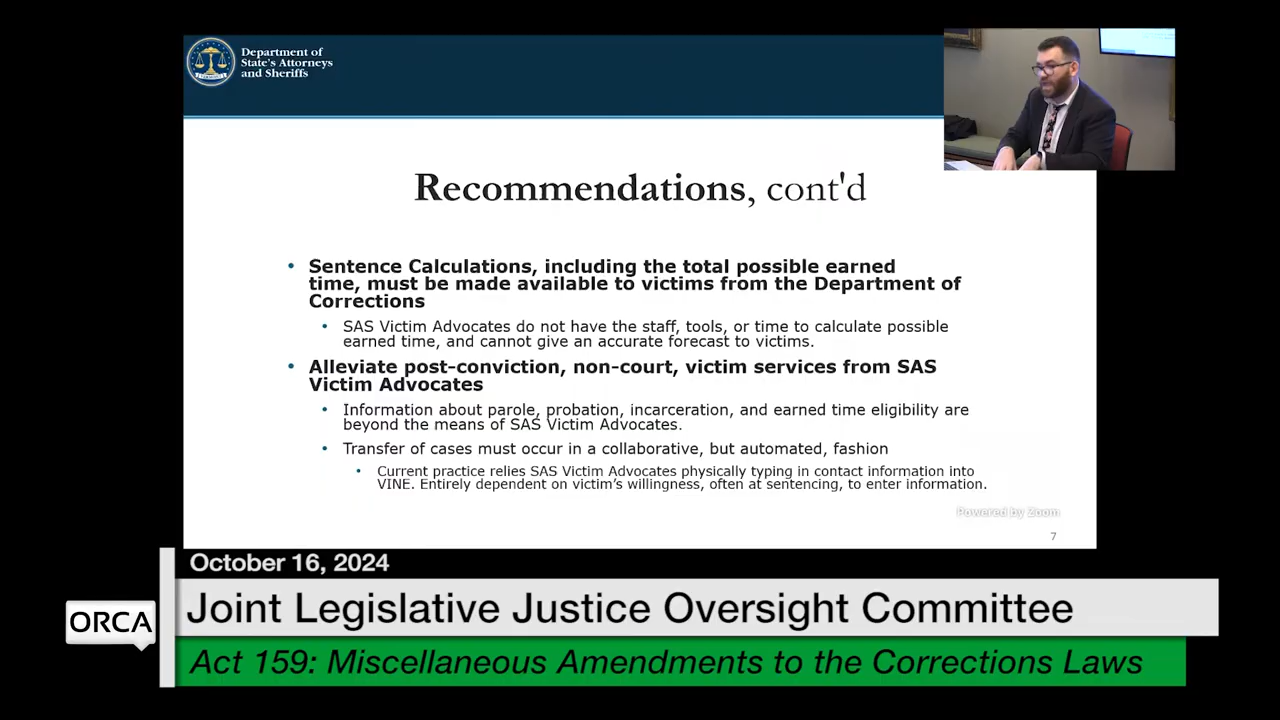 Department of
State's Attorneys
and Sheriffs
Recommendations, cont'd
• Sentence Calculations, including the total possible earned
time, must be made available to victims from the Department of
Corrections
• SAS Victim Advocates do not have the staff, tools, or time to calculate possible
earned time, and cannot give an accurate forecast to victims.
• Alleviate post-conviction, non-court, victim services from SAS
Victim Advocates
• Information about parole, probation, incarceration, and earned time eligibility are
beyond the means of SAS Victim Advocates.
• Transfer of cases must occur in a collaborative, but automated, fashion
• Current practice relies SAS Victim Advocates physically typing in contact information into
VINE. Entirely dependent on victim's willingness, often at sentencing, to enter information.
Powered by Zoom
7
October 16, 2024
ORCA
Joint Legislative Justice Oversight Committee
Act 159: Miscellaneous Amendments to the Corrections Laws